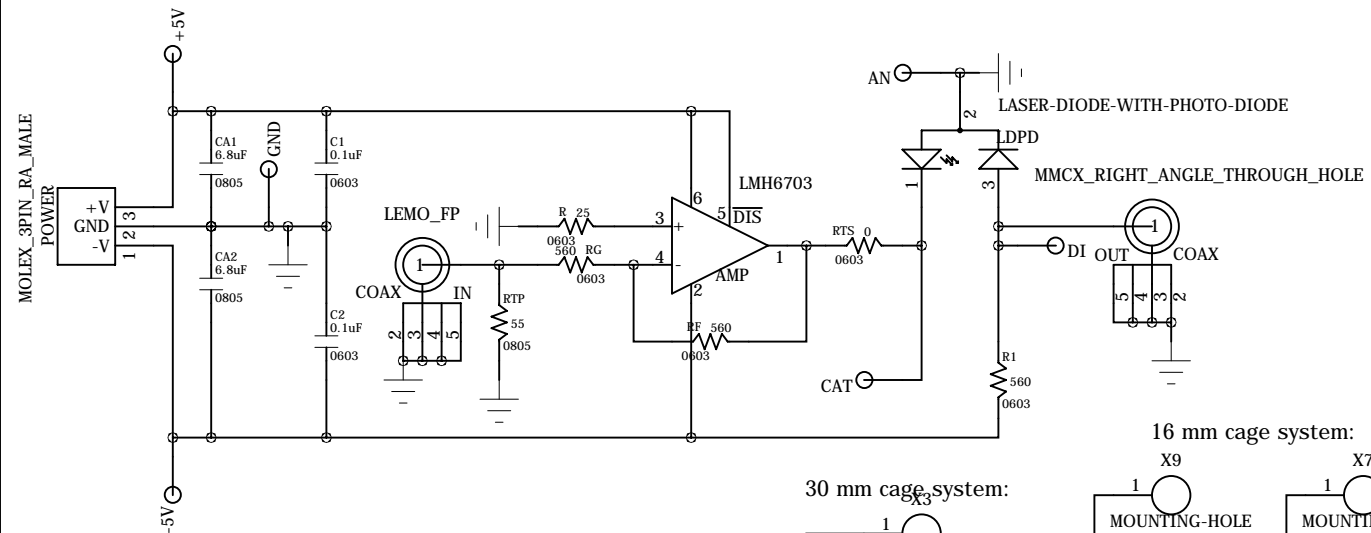 +5V
MOLEX_3PIN_RA_MALE
POWER
+V 3
GND 2
-V 1
CA1
6.8uF
0805
GND
C1
0.1uF
0603
CA2
6.8uF
0805
C2
0.1uF
0603
-5V
LEMO_FP
1
COAX IN
2 3 4 5
R 25
0603
560 RG
0603
RTP
55
0805
6
5 DIS
LMH6703
3 +
4 -
AMP
1
2
RF 560
0603
RTS 0
0603
CAT
AN
2
LASER-DIODE-WITH-PHOTO-DIODE
LDPD
1
3
MMCX_RIGHT_ANGLE_THROUGH_HOLE
1
DI
OUT COAX
5 4 3 2
R1
560
0603
16 mm cage system:
X9
1
MOUNTING-HOLE
X7
1
30 mm cage system:
X3
1